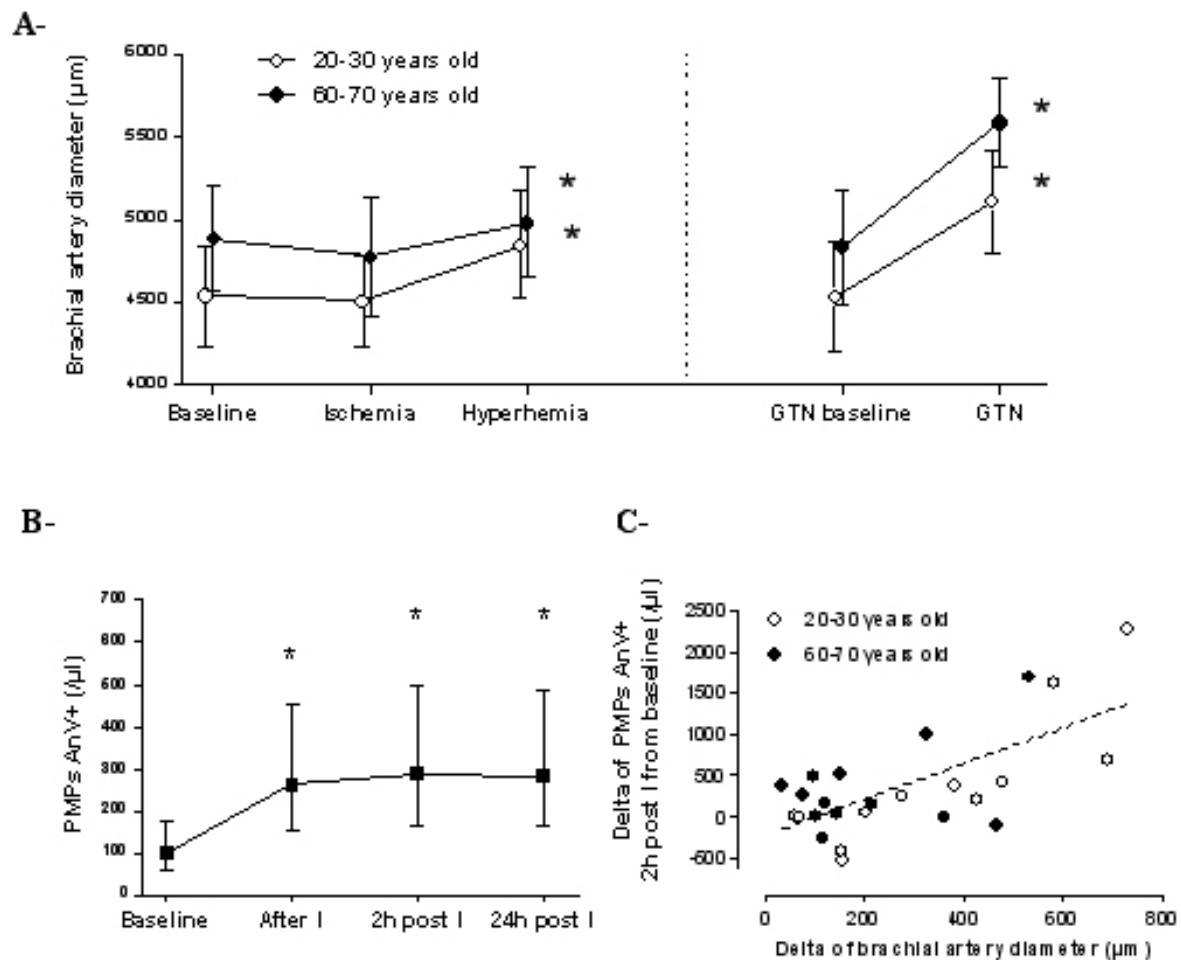 A-
Brachial artery diameter (µm)
6000
5500
5000
4500
4000
20-30 years old
60-70 years old
*
*
*
*
Baseline
Ischemia
Hyperhemia
GTN baseline
GTN
B-
PMPs AnV+ (/µl)
700
600
500
400
300
200
100
0
*
*
*
Baseline
After I
2h post I
24h post I
C-
Delta of PMPs AnV+
2h post I from baseline (/µl)
2500
2000
1500
1000
500
0
-500
20-30 years old
60-70 years old
0
200
400
600
800
Delta of brachial artery diameter (µm)